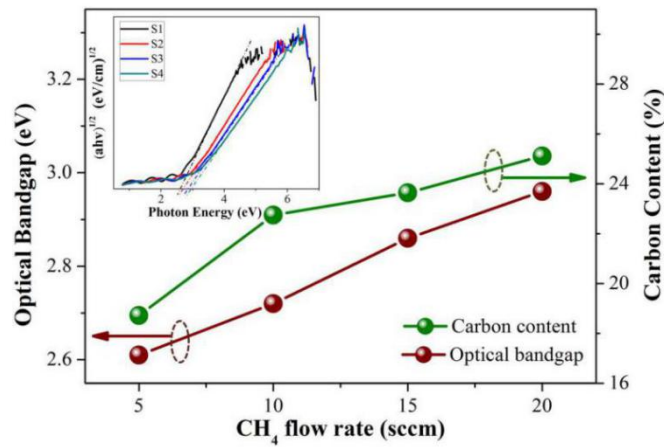 S1
S2
S3
S4
(ahν)1/2 (eV/cm)1/2
2 4 6
Photon Energy (eV)
3.2
3.0
2.8
2.6
Optical Bandgap (eV)
29
24
20
16
Carbon Content (%)
Carbon content
Optical bandgap
5 10 15 20
CH4 flow rate (sccm)